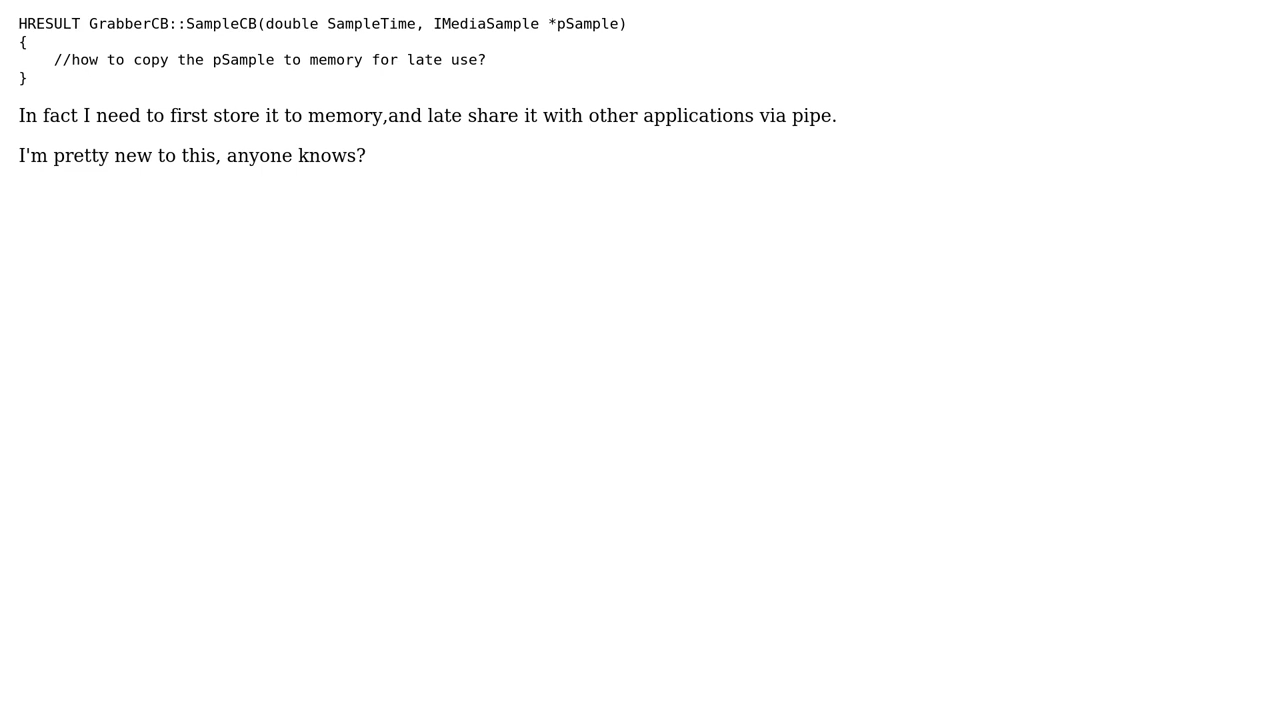 HRESULT GrabberCB::SampleCB(double SampleTime, IMediaSample *pSample)
{
    //how to copy the pSample to memory for late use?
}
In fact I need to first store it to memory,and late share it with other applications via pipe.
I'm pretty new to this, anyone knows?